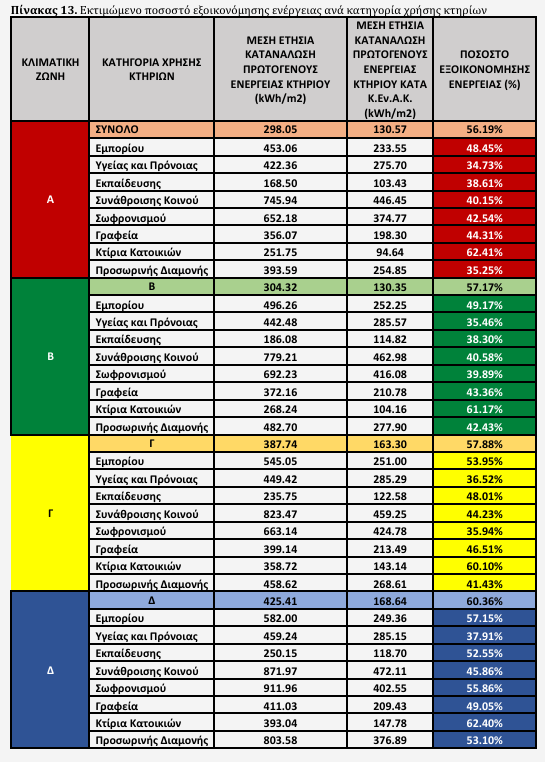 Πίνακας 13. Εκτιμώμενο ποσοστό εξοικονόμησης ενέργειας ανά κατηγορία χρήσης κτηρίων
ΚΛΙΜΑΤΙΚΗ ΖΩΝΗ ΚΑΤΗΓΟΡΙΑ ΧΡΗΣΗΣ ΚΤΗΡΙΩΝ ΜΕΣΗ ΕΤΗΣΙΑ ΚΑΤΑΝΑΛΩΣΗ ΠΡΩΤΟΓΕΝΟΥΣ ΕΝΕΡΓΕΙΑΣ ΚΤΗΡΙΟΥ (kWh/m2) ΜΕΣΗ ΕΤΗΣΙΑ ΚΑΤΑΝΑΛΩΣΗ ΠΡΩΤΟΓΕΝΟΥΣ ΕΝΕΡΓΕΙΑΣ ΚΤΗΡΙΟΥ ΚΑΤΑ Κ.Εν.Α.Κ. (kWh/m2) ΠΟΣΟΣΤΟ ΕΞΟΙΚΟΝΟΜΗΣΗΣ ΕΝΕΡΓΕΙΑΣ (%)
Α
ΣΥΝΟΛΟ 298.05 130.57 56.19%
Εμπορίου 453.06 233.55 48.45%
Υγείας και Πρόνοιας 422.36 275.70 34.73%
Εκπαίδευσης 168.50 103.43 38.61%
Συνάθροισης Κοινού 745.94 446.45 40.15%
Σωφρονισμού 652.18 374.77 42.54%
Γραφεία 356.07 198.30 44.31%
Κτίρια Κατοικιών 251.75 94.64 62.41%
Προσωρινής Διαμονής 393.59 254.85 35.25%
Β
Β 304.32 130.35 57.17%
Εμπορίου 496.26 252.25 49.17%
Υγείας και Πρόνοιας 442.48 285.57 35.46%
Εκπαίδευσης 186.08 114.82 38.30%
Συνάθροισης Κοινού 779.21 462.98 40.58%
Σωφρονισμού 692.23 416.08 39.89%
Γραφεία 372.16 210.78 43.36%
Κτίρια Κατοικιών 268.24 104.16 61.17%
Προσωρινής Διαμονής 482.70 277.90 42.43%
Γ
Γ 387.74 163.30 57.88%
Εμπορίου 545.05 251.00 53.95%
Υγείας και Πρόνοιας 449.42 285.29 36.52%
Εκπαίδευσης 235.75 122.58 48.01%
Συνάθροισης Κοινού 823.47 459.25 44.23%
Σωφρονισμού 663.14 424.78 35.94%
Γραφεία 399.14 213.49 46.51%
Κτίρια Κατοικιών 358.72 143.14 60.10%
Προσωρινής Διαμονής 458.62 268.61 41.43%
Δ
Δ 425.41 168.64 60.36%
Εμπορίου 582.00 249.36 57.15%
Υγείας και Πρόνοιας 459.24 285.15 37.91%
Εκπαίδευσης 250.15 118.70 52.55%
Συνάθροισης Κοινού 871.97 472.11 45.86%
Σωφρονισμού 911.96 402.55 55.86%
Γραφεία 411.03 209.43 49.05%
Κτίρια Κατοικιών 393.04 147.78 62.40%
Προσωρινής Διαμονής 803.58 376.89 53.10%